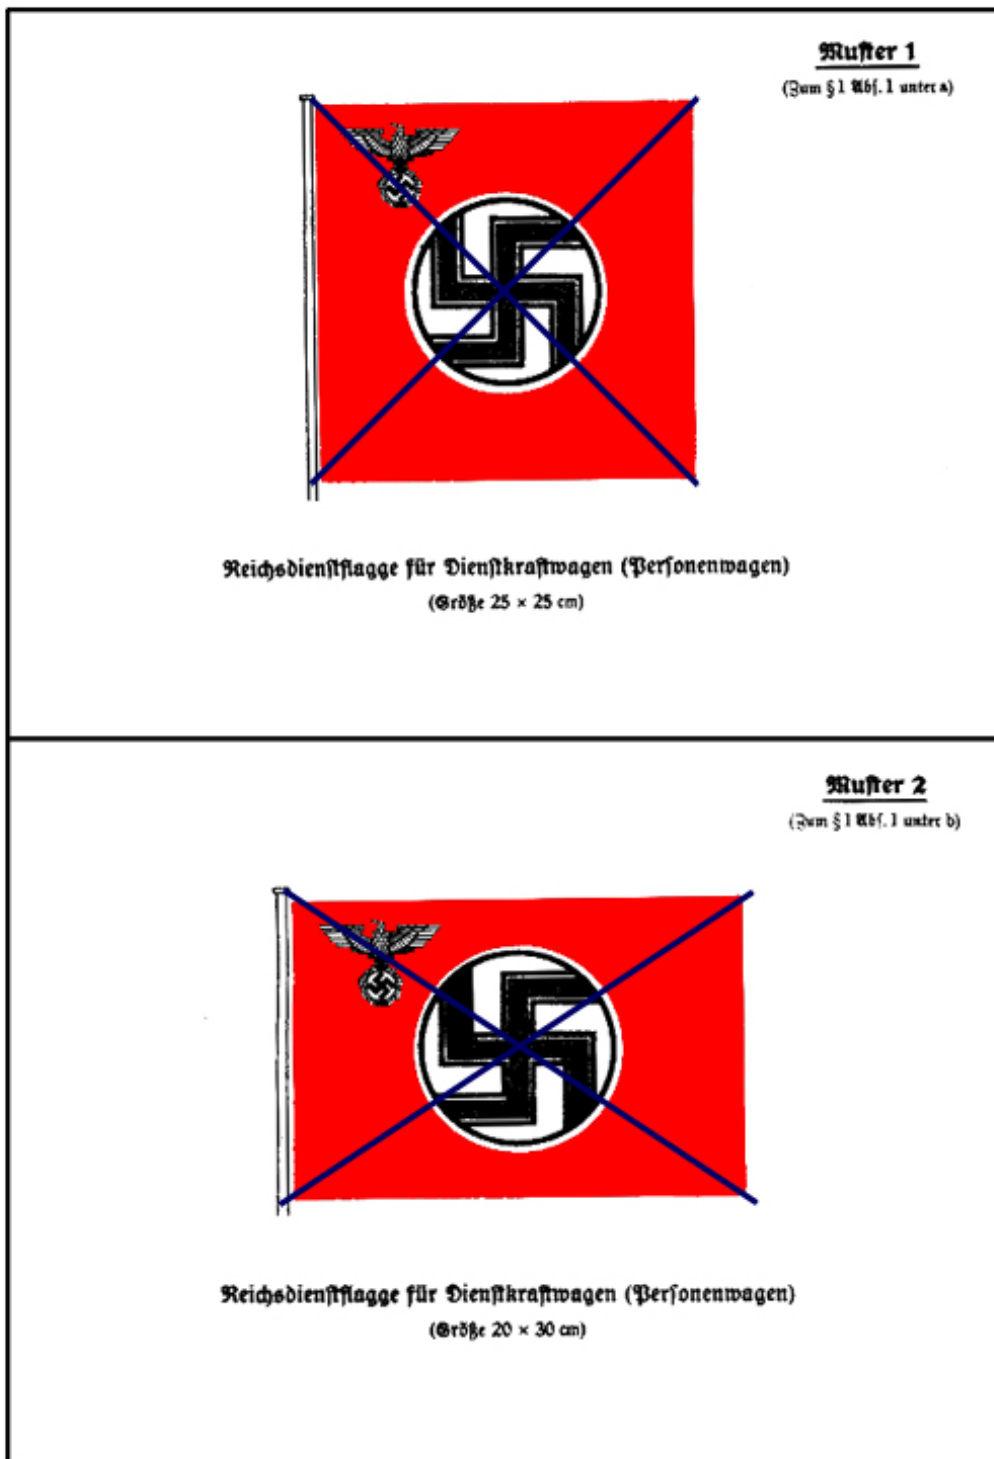 Muster 1
(Zum § 1 Abs. 1 unter a)
Reichsdienstflagge für Dienstkraftwagen (Personenwagen)
(Größe 25 × 25 cm)
Muster 2
(Zum § 1 Abs. 1 unter b)
Reichsdienstflagge für Dienstkraftwagen (Personenwagen)
(Größe 20 × 30 cm)